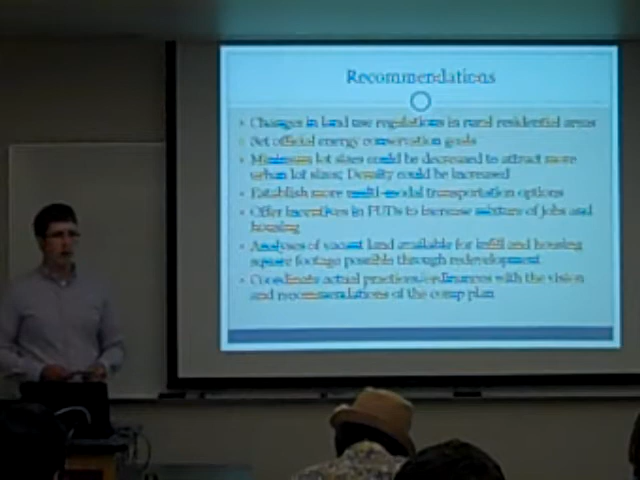 Recommendations
Changes in land use regulations in rural residential areas
Set official energy conservation goals
Minimum lot sizes could be decreased to attract more
urban lot sizes; Density could be increased
Establish more multi-modal transportation options
Offer incentives in PUDs to increase mixture of jobs and
housing
Analyses of vacant land available for infill and housing
square footage possible through redevelopment
Coordinate actual practices/ordinances with the vision
and recommendations of the comp plan